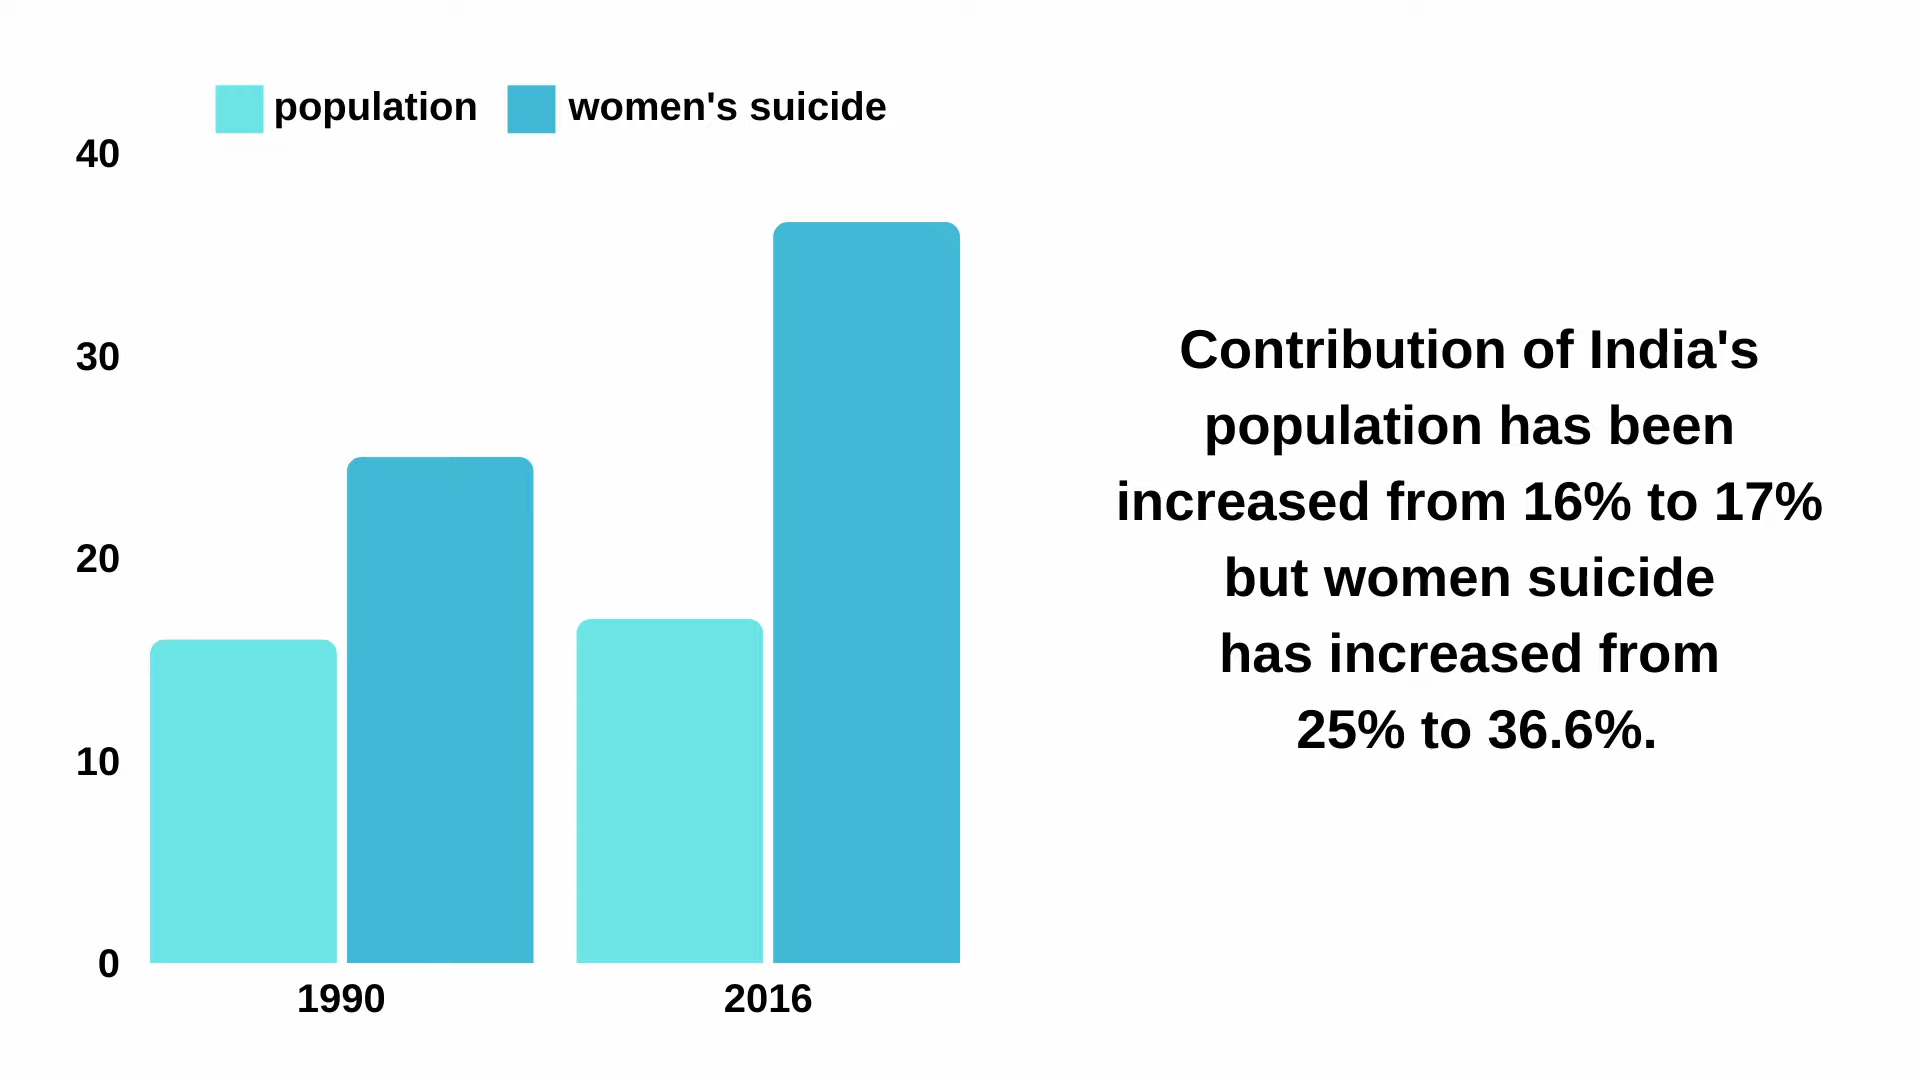 population women's suicide
40
30
20
10
0
1990 2016
Contribution of India's
population has been
increased from 16% to 17%
but women suicide
has increased from
25% to 36.6%.